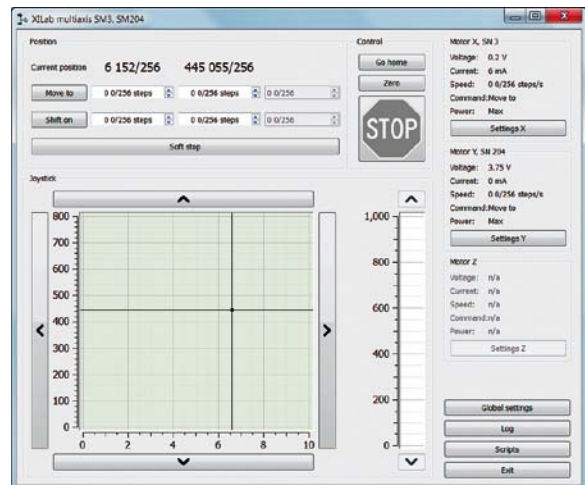 XILab multiaxis SM3, SM204
Position
Current position 6 152/256 445 055/256
Move to 0 0/256 steps 0 0/256 steps 0 0/256
Shift on 0 0/256 steps 0 0/256 steps 0 0/256
Soft stop
Control
Go home
Zero
STOP
Joystick
800
700
600
500
400
300
200
100
0
0 2 4 6 8 10
1,000
800
600
400
200
0
Motor X, SN 3
Voltage: 0.2 V
Current: 6 mA
Speed: 0 0/256 steps/s
Command:Move to
Power: Max
Settings X
Motor Y, SN 204
Voltage: 3.75 V
Current: 0 mA
Speed: 0 0/256 steps/s
Command:Move to
Power: Max
Settings Y
Motor Z
Voltage: n/a
Current: n/a
Speed: n/a
Command:n/a
Power: n/a
Settings Z
Global settings
Log
Scripts
Exit